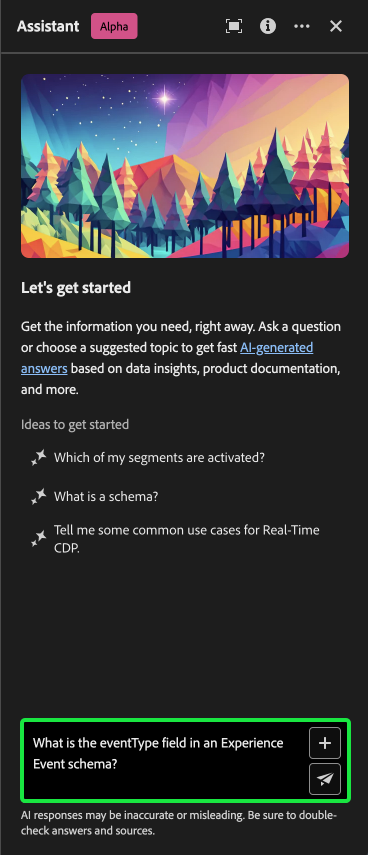 Assistant Alpha
Let's get started
Get the information you need, right away. Ask a question
or choose a suggested topic to get fast AI-generated
answers based on data insights, product documentation,
and more.
Ideas to get started
Which of my segments are activated?
What is a schema?
Tell me some common use cases for Real-Time
CDP.
What is the eventType field in an Experience
Event schema?
AI responses may be inaccurate or misleading. Be sure to double-
check answers and sources.